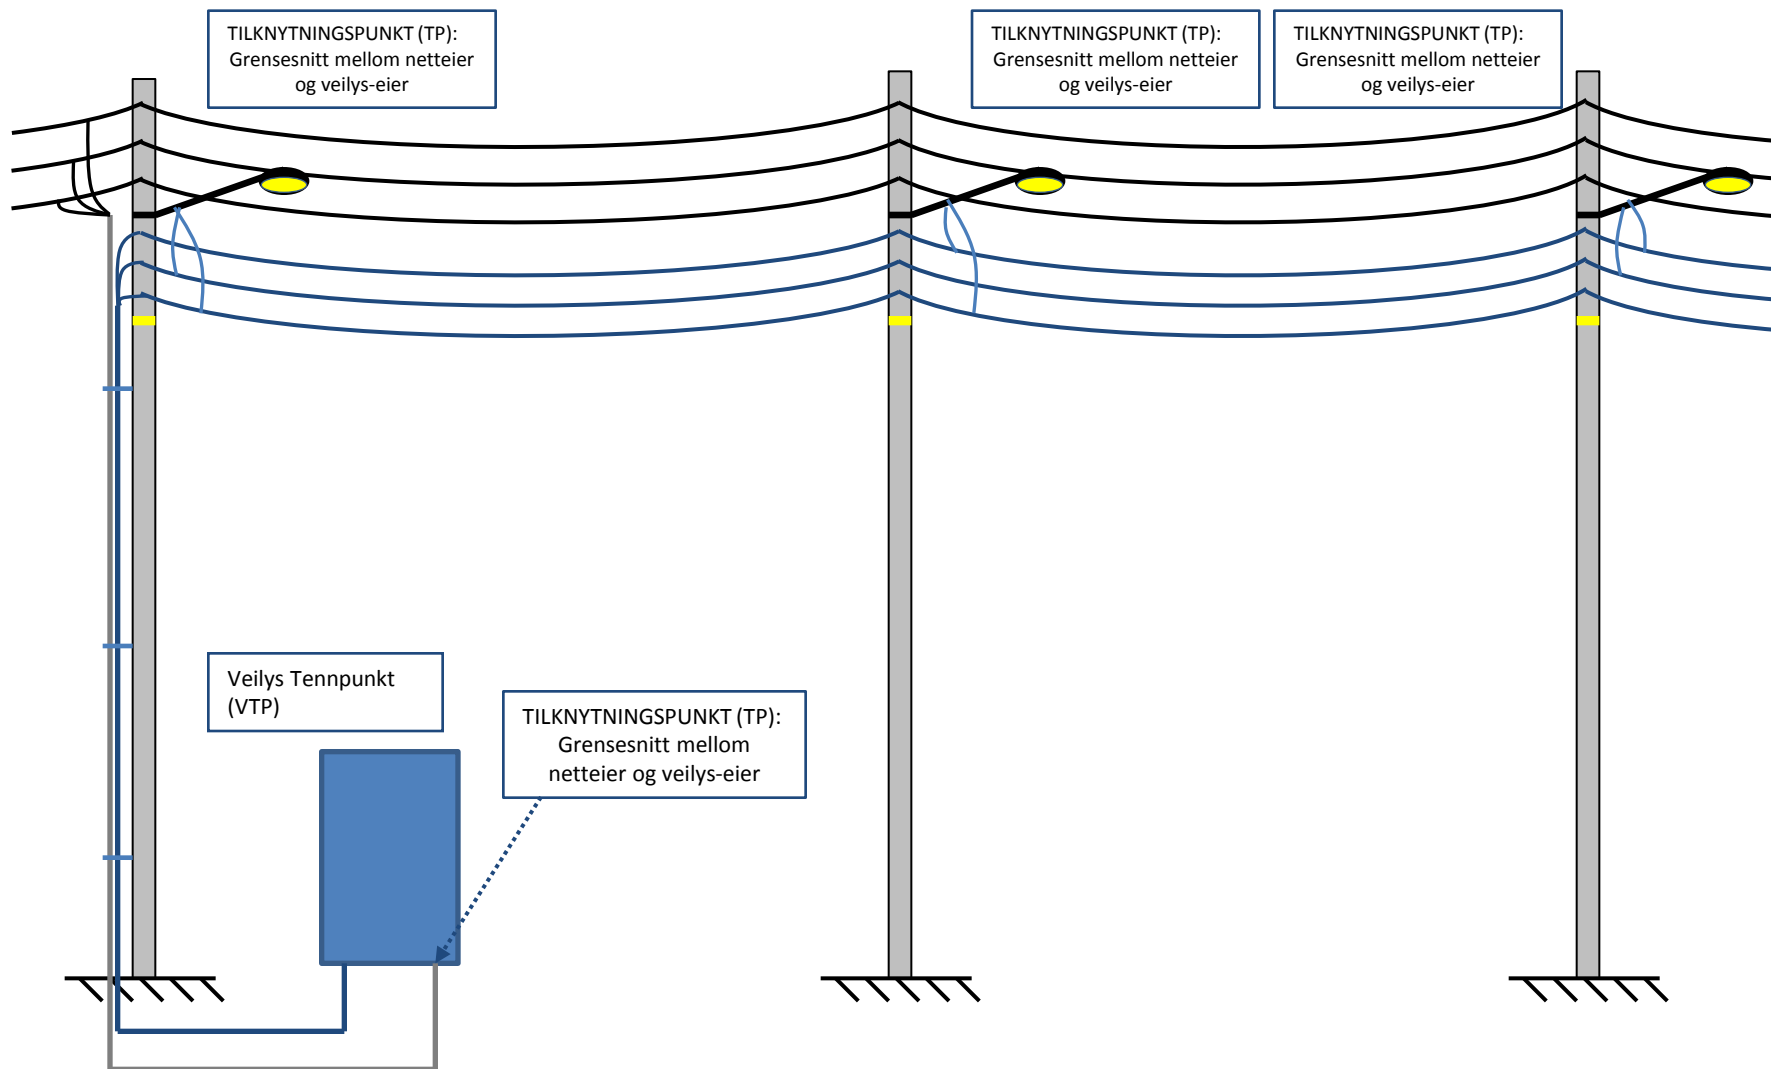 TILKNYTNINGSPUNKT (TP):
Grensesnitt mellom netteier
og veilys-eier
TILKNYTNINGSPUNKT (TP):
Grensesnitt mellom netteier
og veilys-eier
TILKNYTNINGSPUNKT (TP):
Grensesnitt mellom netteier
og veilys-eier
Veilys Tennpunkt
(VTP)
TILKNYTNINGSPUNKT (TP):
Grensesnitt mellom
netteier og veilys-eier